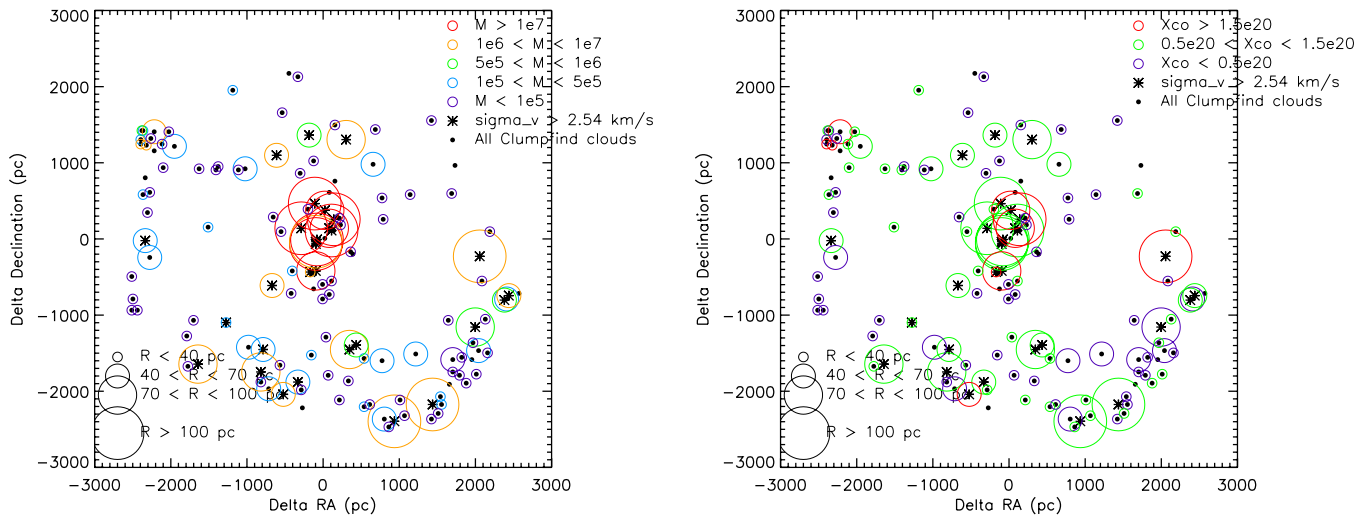 3000
2000
1000
0
-1000
-2000
-3000
Delta Declination (pc)
M > 1e7
1e6 < M < 1e7
5e5 < M < 1e6
1e5 < M < 5e5
M < 1e5
sigma_v > 2.54 km/s
All Clumpfind clouds
R < 40 pc
40 < R < 70 pc
70 < R < 100 pc
R > 100 pc
-3000 -2000 -1000 0 1000 2000 3000
Delta RA (pc)
3000
2000
1000
0
-1000
-2000
-3000
Delta Declination (pc)
Xco > 1.5e20
0.5e20 < Xco < 1.5e20
Xco < 0.5e20
sigma_v > 2.54 km/s
All Clumpfind clouds
R < 40 pc
40 < R < 70 pc
70 < R < 100 pc
R > 100 pc
-3000 -2000 -1000 0 1000 2000 3000
Delta RA (pc)